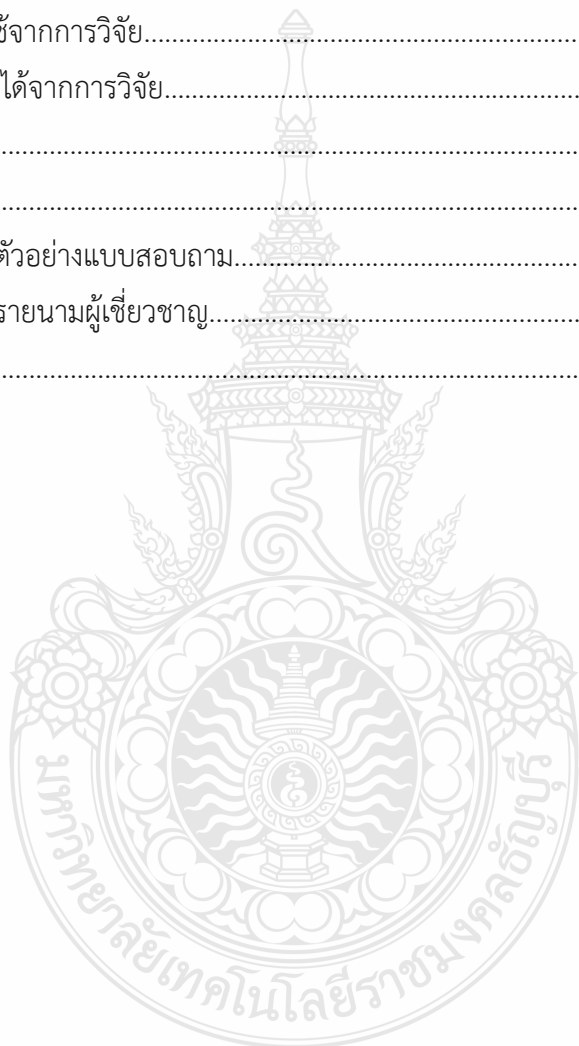 ช้จากการวิจัย................................................................
ได้จากการวิจัย................................................................
................................................................
................................................................
ตัวอย่างแบบสอบถาม................................................................
รายนามผู้เชี่ยวชาญ................................................................
................................................................
มหาวิทยาลัยเทคโนโลยีราชมงคลธัญบุรี